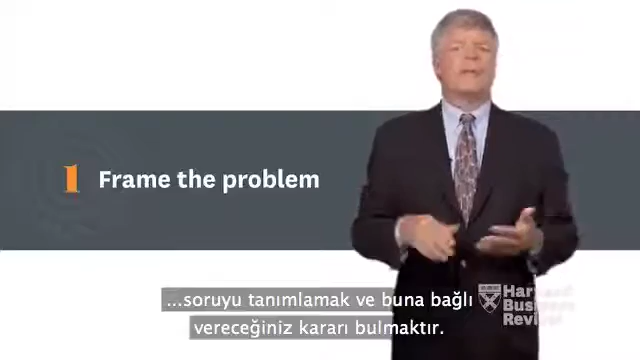 1 Frame the problem
...soruyu tanımlamak ve buna bağlı
vereceğiniz kararı bulmaktır.
Harvard
Business
Review